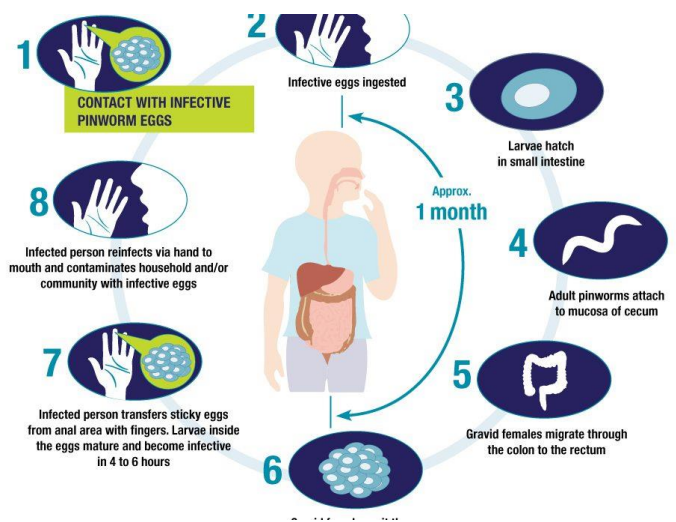 1
CONTACT WITH INFECTIVE
PINWORM EGGS
2
Infective eggs ingested
3
Larvae hatch
in small intestine
Approx.
1 month
4
Adult pinworms attach
to mucosa of cecum
5
Gravid females migrate through
the colon to the rectum
6
7
Infected person transfers sticky eggs
from anal area with fingers. Larvae inside
the eggs mature and become infective
in 4 to 6 hours
8
Infected person reinfects via hand to
mouth and contaminates household and/or
community with infective eggs